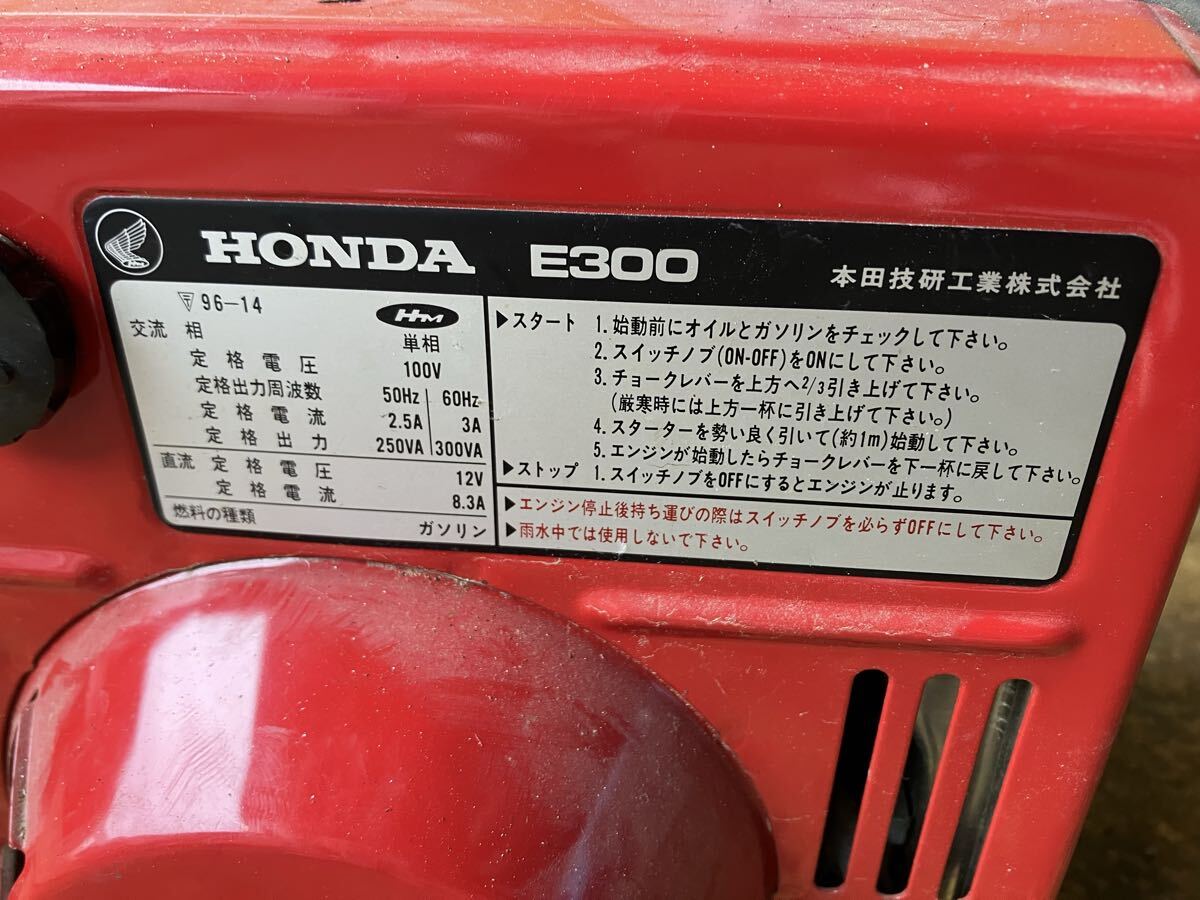 HONDA E300 本田技研工業株式会社
〒96-14 HM
交流 相 単相
定格電圧 100V
定格出力周波数 50Hz 60Hz
定格電流 2.5A 3A
定格出力 250VA 300VA
直流 定格電圧 12V
定格電流 8.3A
燃料の種類 ガソリン
▶スタート 1.始動前にオイルとガソリンをチェックして下さい。
2.スイッチノブ(ON-OFF)をONにして下さい。
3.チョークレバーを上方へ2/3引き上げて下さい。
(厳寒時には上方一杯に引き上げて下さい。)
4.スターターを勢い良く引いて(約1m)始動して下さい。
5.エンジンが始動したらチョークレバーを下一杯に戻して下さい。
▶ストップ 1.スイッチノブをOFFにするとエンジンが止ります。
▶エンジン停止後持ち運びの際はスイッチノブを必らずOFFにして下さい。
▶雨水中では使用しないで下さい。